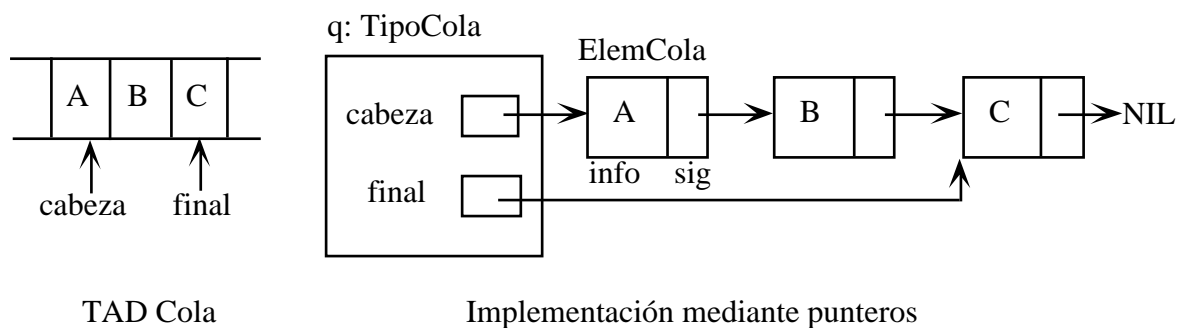 q: TipoCola
ElemCola
A B C
cabeza
A
B
C
NIL
info sig
final
cabeza final
TAD Cola
Implementación mediante punteros